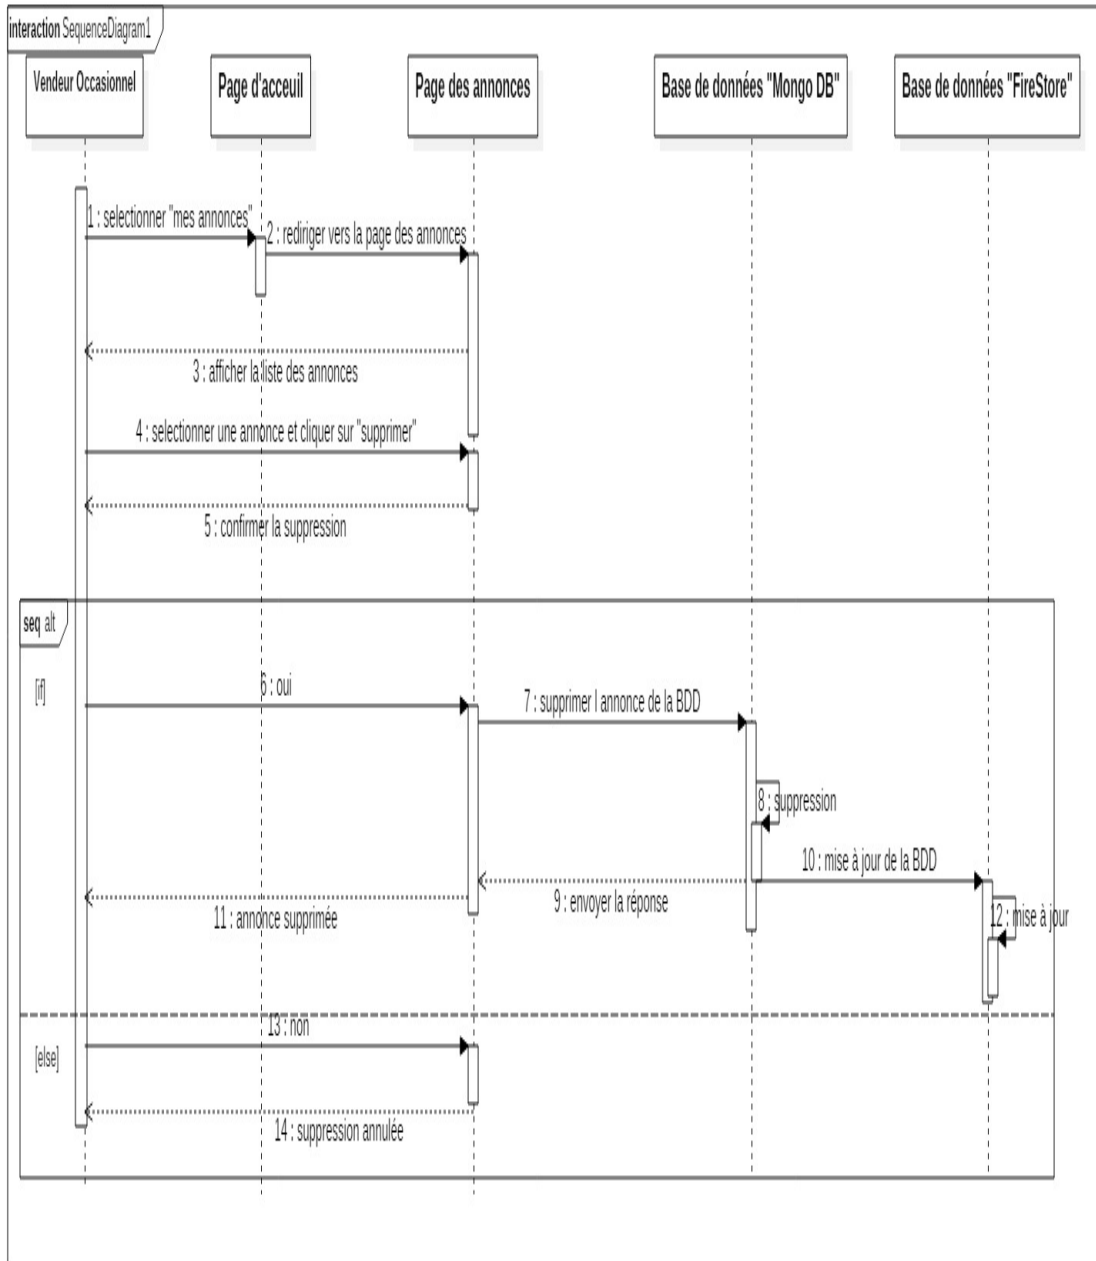 interaction SequenceDiagram1
Vendeur Occasionnel
Page d'acceuil
Page des annonces
Base de données "Mongo DB"
Base de données "FireStore"
1 : selectionner "mes annonces"
2 : rediriger vers la page des annonces
3 : afficher la liste des annonces
4 : selectionner une annonce et cliquer sur "supprimer"
5 : confirmer la suppression
seq alt
[if]
6 : oui
7 : supprimer l annonce de la BDD
8 : suppression
10 : mise à jour de la BDD
9 : envoyer la réponse
11 : annonce supprimée
12 : mise à jour
13 : non
[else]
14 : suppression annulée